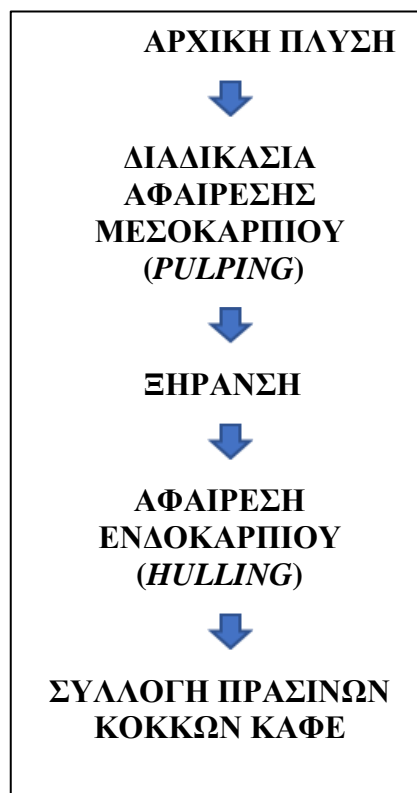 ΑΡΧΙΚΗ ΠΛΥΣΗ
ΔΙΑΔΙΚΑΣΙΑ
ΑΦΑΙΡΕΣΗΣ
ΜΕΣΟΚΑΡΠΙΟΥ
(PULPING)
ΞΗΡΑΝΣΗ
ΑΦΑΙΡΕΣΗ
ΕΝΔΟΚΑΡΠΙΟΥ
(HULLING)
ΣΥΛΛΟΓΗ ΠΡΑΣΙΝΩΝ
ΚΟΚΚΩΝ ΚΑΦΕ